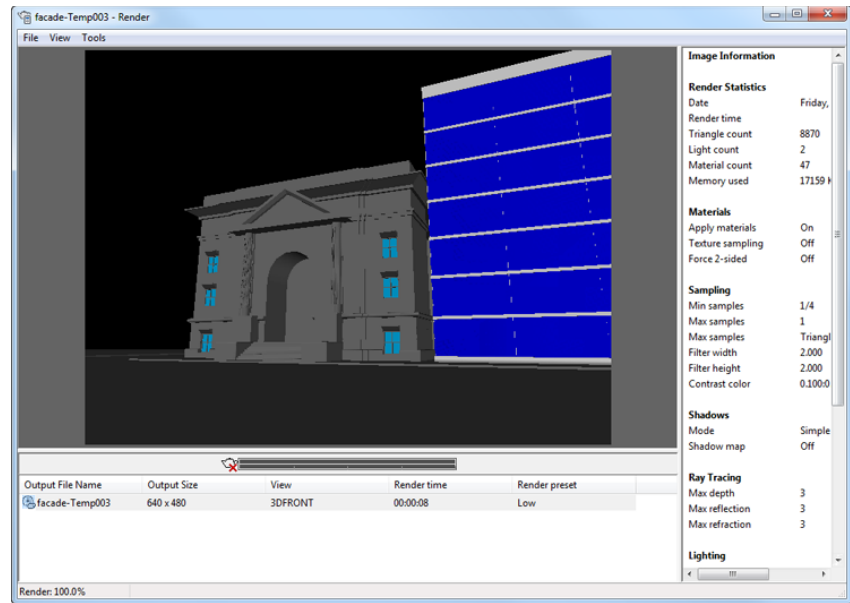 facade-Temp003 - Render
File View Tools
Image Information
Render Statistics
Date Friday,
Render time
Triangle count 8870
Light count 2
Material count 47
Memory used 17159 K
Materials
Apply materials On
Texture sampling Off
Force 2-sided Off
Sampling
Min samples 1/4
Max samples 1
Max samples Triangl
Filter width 2.000
Filter height 2.000
Contrast color 0.100:0
Shadows
Mode Simple
Shadow map Off
Ray Tracing
Max depth 3
Max reflection 3
Max refraction 3
Lighting
Output File Name Output Size View Render time Render preset
facade-Temp003 640 x 480 3DFRONT 00:00:08 Low
Render: 100.0%